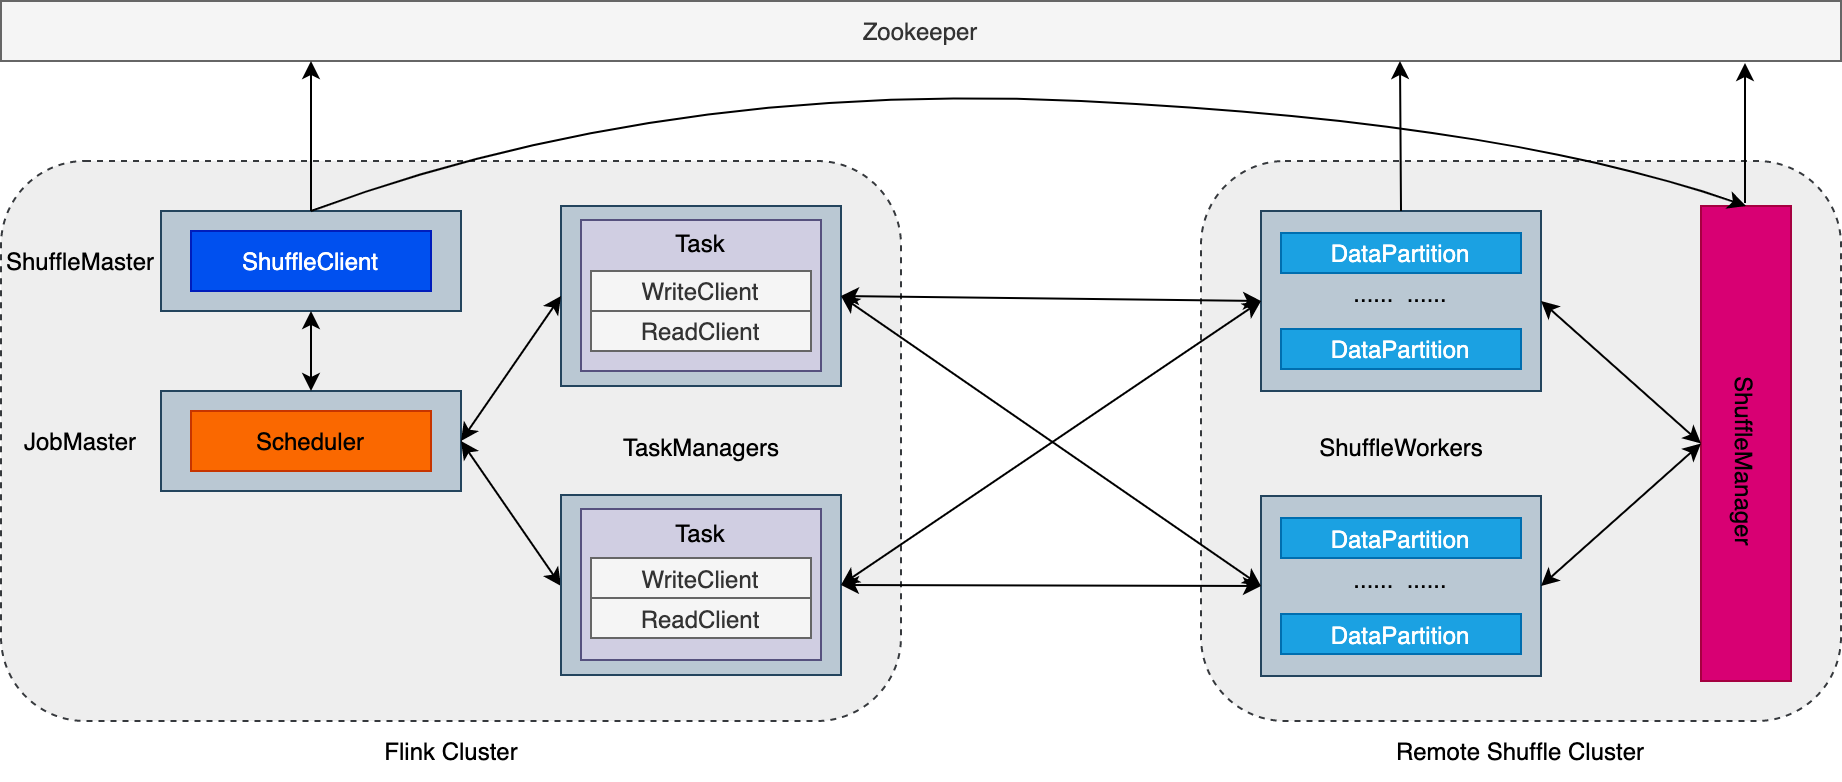 Zookeeper
ShuffleMaster
ShuffleClient
JobMaster
Scheduler
Task
WriteClient
ReadClient
TaskManagers
Task
WriteClient
ReadClient
Flink Cluster
DataPartition
...... ......
DataPartition
ShuffleWorkers
DataPartition
...... ......
DataPartition
ShuffleManager
Remote Shuffle Cluster